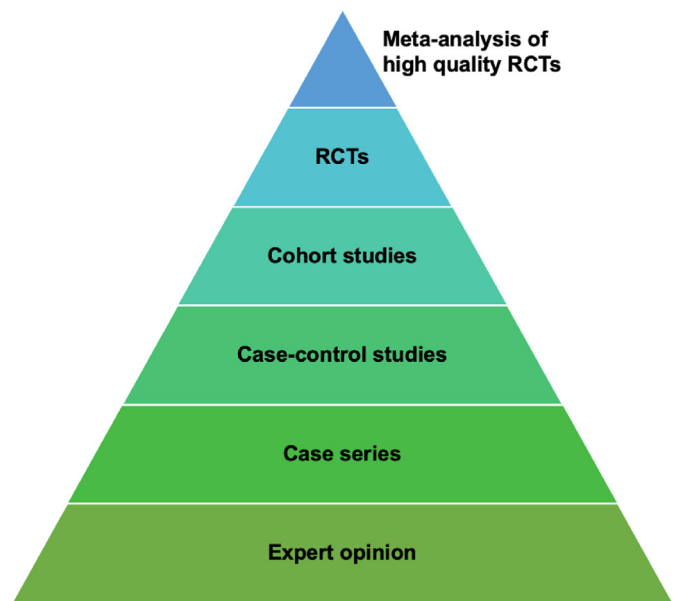 Meta-analysis of
high quality RCTs
RCTs
Cohort studies
Case-control studies
Case series
Expert opinion